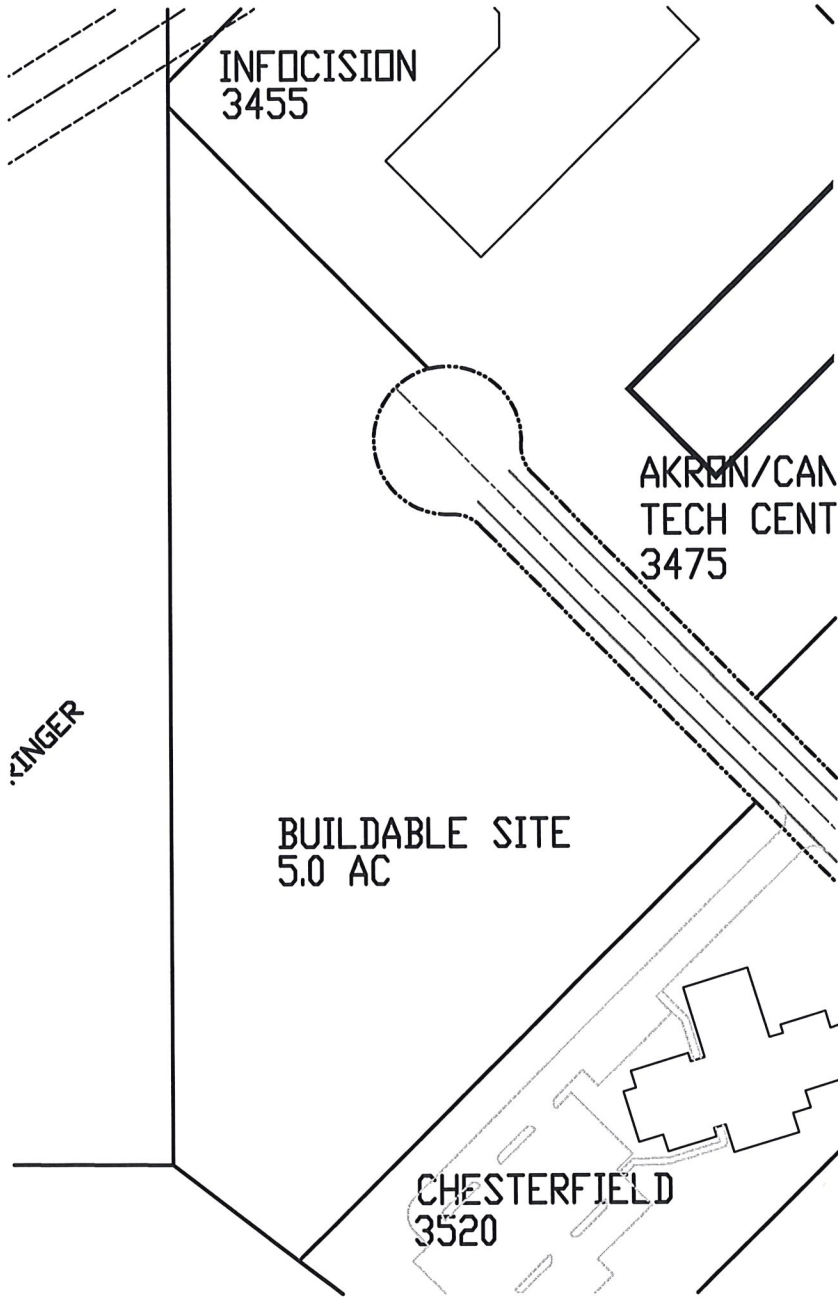 INFOCISION
3455
AKRON/CAN
TECH CENT
3475
RINGER
BUILDABLE SITE
5.0 AC
CHESTERFIELD
3520